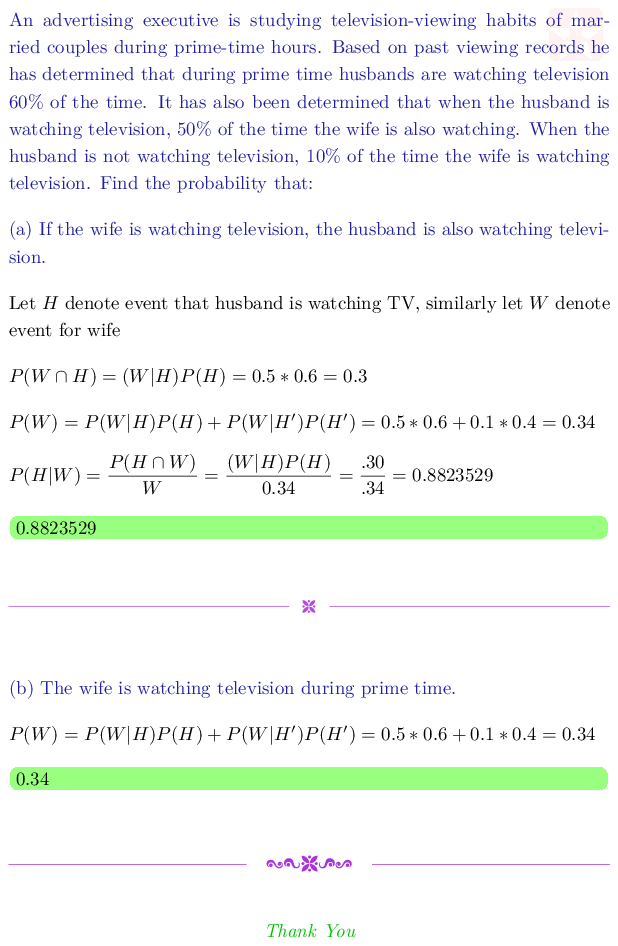 An advertising executive is studying television-viewing habits of mar-
ried couples during prime-time hours. Based on past viewing records he
has determined that during prime time husbands are watching television
60% of the time. It has also been determined that when the husband is
watching television, 50% of the time the wife is also watching. When the
husband is not watching television, 10% of the time the wife is watching
television. Find the probability that:
(a) If the wife is watching television, the husband is also watching televi-
sion.
Let H denote event that husband is watching TV, similarly let W denote
event for wife
P(W ∩ H) = (W|H)P(H) = 0.5 ∗ 0.6 = 0.3
P(W) = P(W|H)P(H) + P(W|H′)P(H′) = 0.5 ∗ 0.6 + 0.1 ∗ 0.4 = 0.34
P(H|W) = P(H ∩ W)/W = (W|H)P(H)/0.34 = .30/.34 = 0.8823529
0.8823529
(b) The wife is watching television during prime time.
P(W) = P(W|H)P(H) + P(W|H′)P(H′) = 0.5 ∗ 0.6 + 0.1 ∗ 0.4 = 0.34
0.34
Thank You